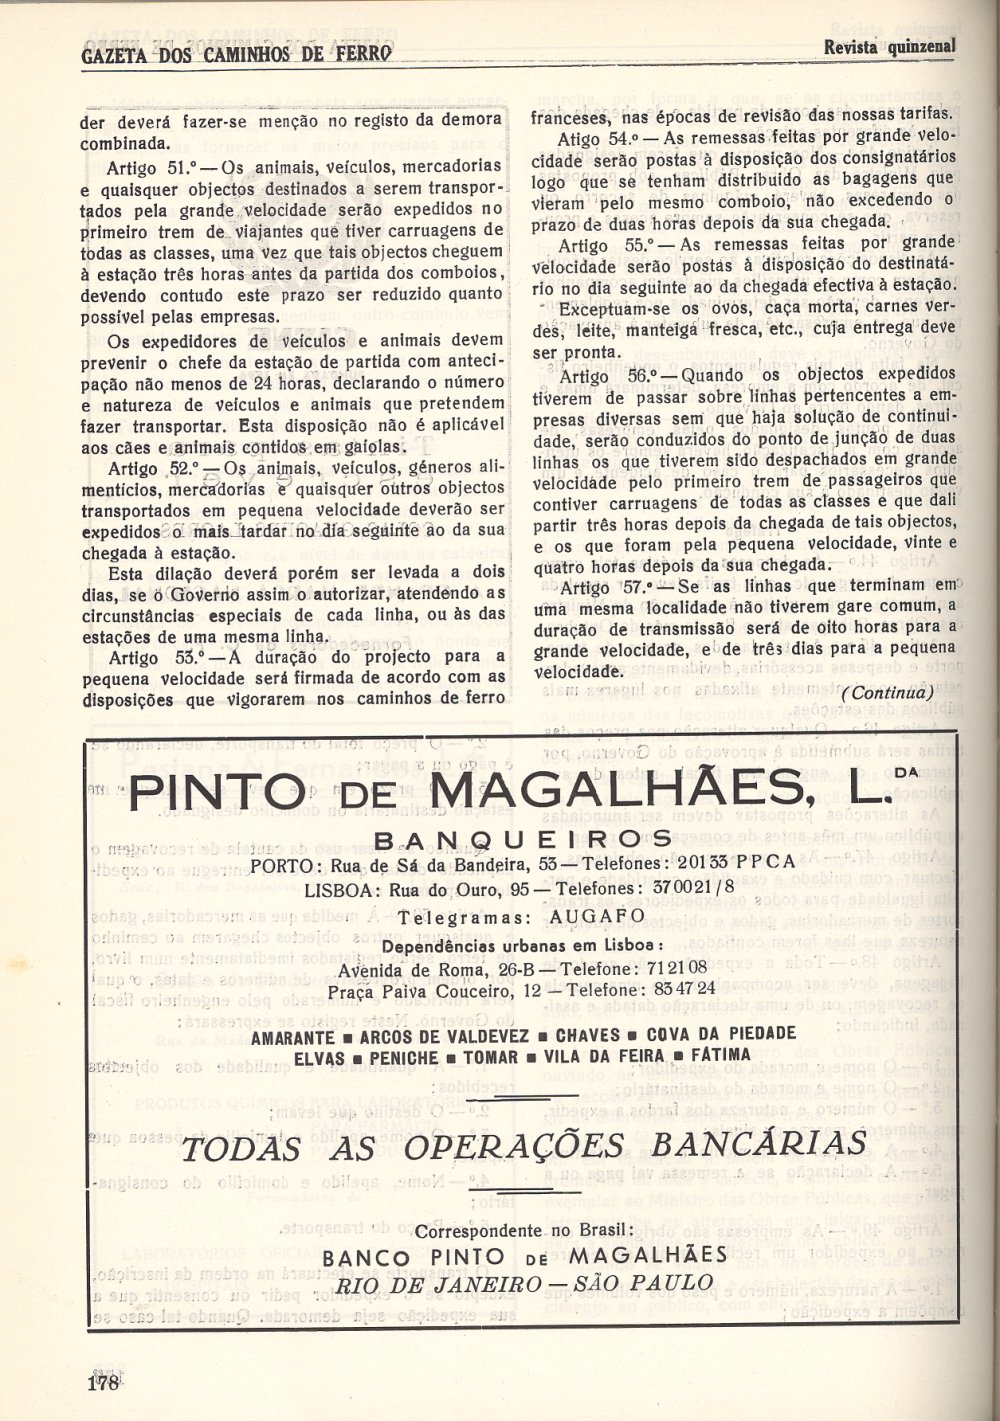 GAZETA DOS CAMINHOS DE FERRO
Revista quinzenal
der deverá fazer-se menção no registo da demora
combinada.
Artigo 51.º — Os animais, veículos, mercadorias
e quaisquer objectos destinados a serem transpor-
tados pela grande velocidade serão expedidos no
primeiro trem de viajantes que tiver carruagens de
todas as classes, uma vez que tais objectos cheguem
à estação três horas antes da partida dos comboios,
devendo contudo este prazo ser reduzido quanto
possível pelas empresas.
Os expedidores de veículos e animais devem
prevenir o chefe da estação de partida com anteci-
pação não menos de 24 horas, declarando o número
e natureza de veículos e animais que pretendem
fazer transportar. Esta disposição não é aplicável
aos cães e animais contidos em gaiolas.
Artigo 52.º — Os animais, veículos, géneros ali-
mentícios, mercadorias e quaisquer outros objectos
transportados em pequena velocidade deverão ser
expedidos o mais tardar no dia seguinte ao da sua
chegada à estação.
Esta dilação deverá porém ser levada a dois
dias, se o Governo assim o autorizar, atendendo as
circunstâncias especiais de cada linha, ou às das
estações de uma mesma linha.
Artigo 53.º — A duração do projecto para a
pequena velocidade será firmada de acordo com as
disposições que vigorarem nos caminhos de ferro
franceses, nas épocas de revisão das nossas tarifas.
Atigo 54.º — As remessas feitas por grande velo-
cidade serão postas à disposição dos consignatários
logo que se tenham distribuido as bagagens que
vieram pelo mesmo comboio, não excedendo o
prazo de duas horas depois da sua chegada.
Artigo 55.º — As remessas feitas por grande
velocidade serão postas à disposição do destinatá-
rio no dia seguinte ao da chegada efectiva à estação.
Exceptuam-se os ovos, caça morta, carnes ver-
des, leite, manteiga fresca, etc., cuja entrega deve
ser pronta.
Artigo 56.º — Quando os objectos expedidos
tiverem de passar sobre linhas pertencentes a em-
presas diversas sem que haja solução de continui-
dade, serão conduzidos do ponto de junção de duas
linhas os que tiverem sido despachados em grande
velocidade pelo primeiro trem de passageiros que
contiver carruagens de todas as classes e que dali
partir três horas depois da chegada de tais objectos,
e os que foram pela pequena velocidade, vinte e
quatro horas depois da sua chegada.
Artigo 57.º — Se as linhas que terminam em
uma mesma localidade não tiverem gare comum, a
duração de transmissão será de oito horas para a
grande velocidade, e de três dias para a pequena
velocidade.
(Continua)
PINTO DE MAGALHÃES, L.DA
BANQUEIROS
PORTO: Rua de Sá da Bandeira, 53 — Telefones: 20133 PPCA
LISBOA: Rua do Ouro, 95 — Telefones: 370021/8
Telegramas: AUGAFO
Dependências urbanas em Lisboa:
Avenida de Roma, 26-B — Telefone: 712108
Praça Paiva Couceiro, 12 — Telefone: 834724
AMARANTE ■ ARCOS DE VALDEVEZ ■ CHAVES ■ COVA DA PIEDADE
ELVAS ■ PENICHE ■ TOMAR ■ VILA DA FEIRA ■ FÁTIMA
TODAS AS OPERAÇÕES BANCÁRIAS
Correspondente no Brasil:
BANCO PINTO DE MAGALHÃES
RIO DE JANEIRO — SÃO PAULO
178